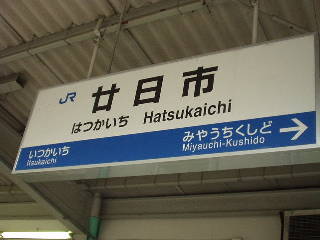 JR 廿日市
はつかいち Hatsukaichi
いつかいち みやうちくしど
Itsukaichi Miyauchi-Kushido